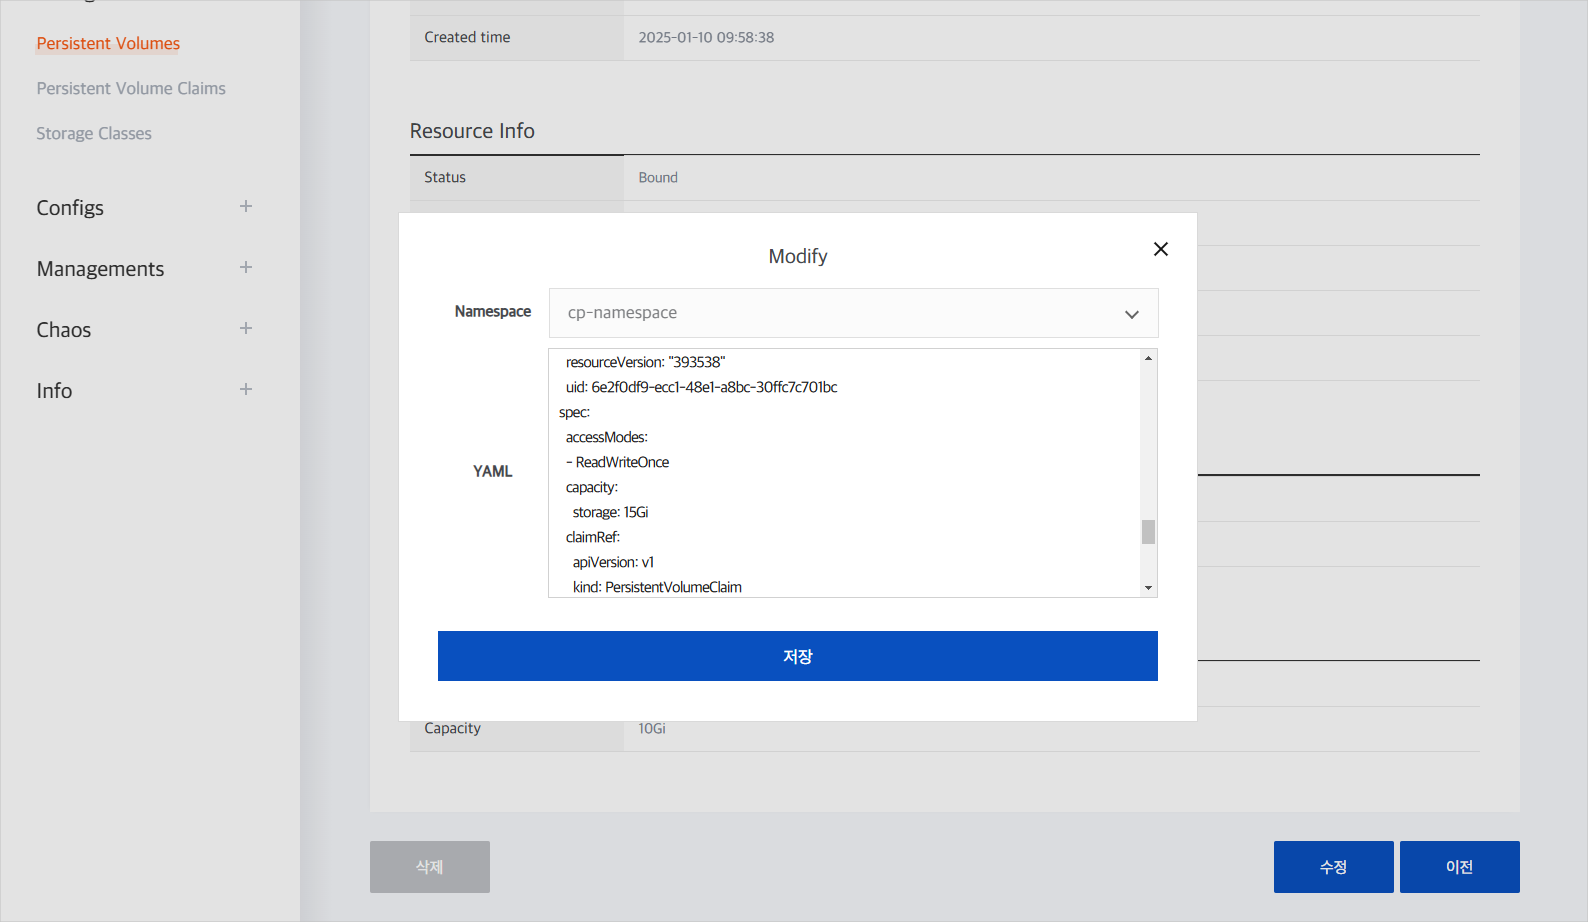 Persistent Volumes
Persistent Volume Claims
Storage Classes
Configs
Managements
Chaos
Info
Created time 2025-01-10 09:58:38
Resource Info
Status Bound
Modify
Namespace cp-namespace
YAML
resourceVersion: "393538"
uid: 6e2f0df9-ecc1-48e1-a8bc-30ffc7c701bc
spec:
accessModes:
- ReadWriteOnce
capacity:
storage: 15Gi
claimRef:
apiVersion: v1
kind: PersistentVolumeClaim
저장
Capacity 10Gi
삭제
수정
이전